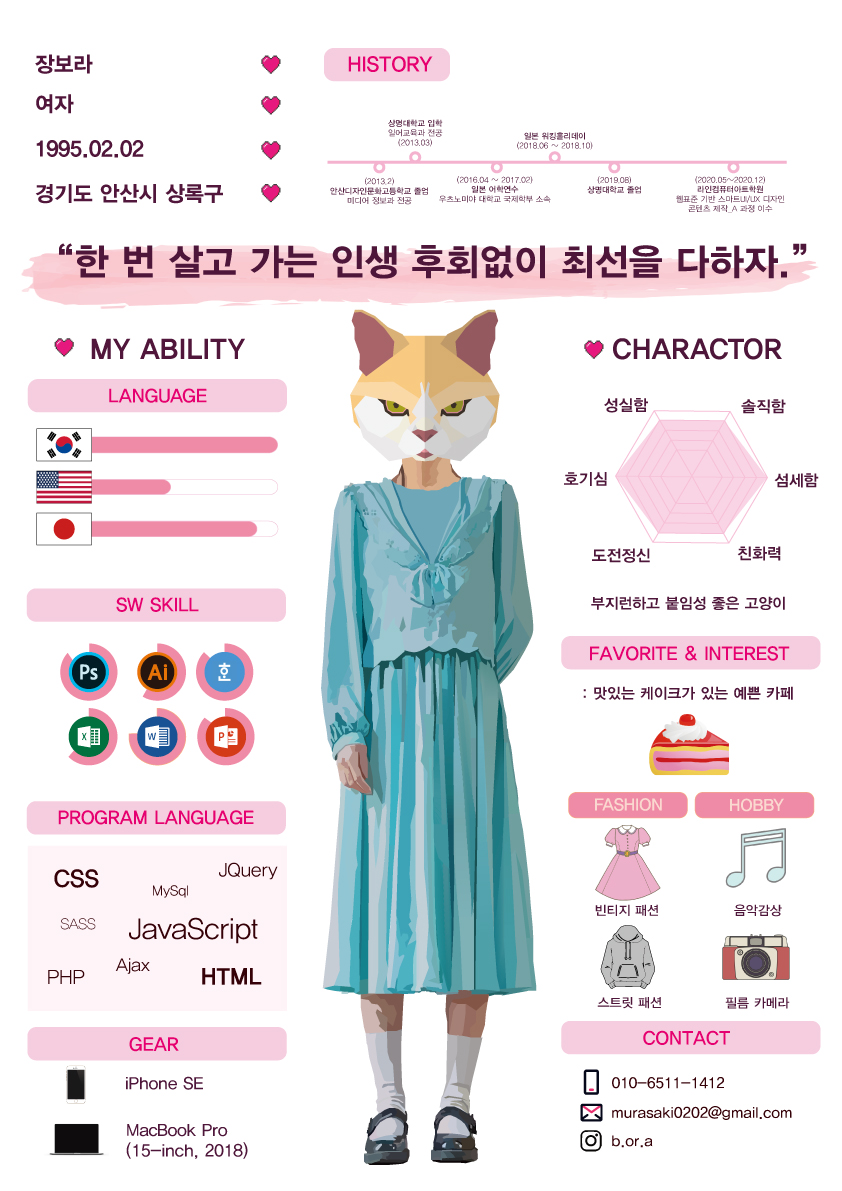 장보라
여자
1995.02.02
경기도 안산시 상록구
HISTORY
상명대학교 입학
일어교육과 전공
(2013.03)
일본 워킹홀리데이
(2018.06 ~ 2018.10)
(2013.2)
안산디자인문화고등학교 졸업
미디어 정보과 전공
(2016.04 ~ 2017.02)
일본 어학연수
우츠노미야 대학교 국제학부 소속
(2019.08)
상명대학교 졸업
(2020.05~2020.12)
라인컴퓨터아트학원
웹표준 기반 스마트UI/UX 디자인
콘텐츠 제작_A 과정 이수
“한 번 살고 가는 인생 후회없이 최선을 다하자.”
MY ABILITY
LANGUAGE
SW SKILL
Ps
Ai
훈
X
W
P
PROGRAM LANGUAGE
CSS
MySql
JQuery
SASS
JavaScript
PHP
Ajax
HTML
GEAR
iPhone SE
MacBook Pro
(15-inch, 2018)
CHARACTOR
성실함
솔직함
호기심
섬세함
도전정신
친화력
부지런하고 붙임성 좋은 고양이
FAVORITE & INTEREST
: 맛있는 케이크가 있는 예쁜 카페
FASHION
HOBBY
빈티지 패션
음악감상
스트릿 패션
필름 카메라
CONTACT
010-6511-1412
murasaki0202@gmail.com
b.or.a